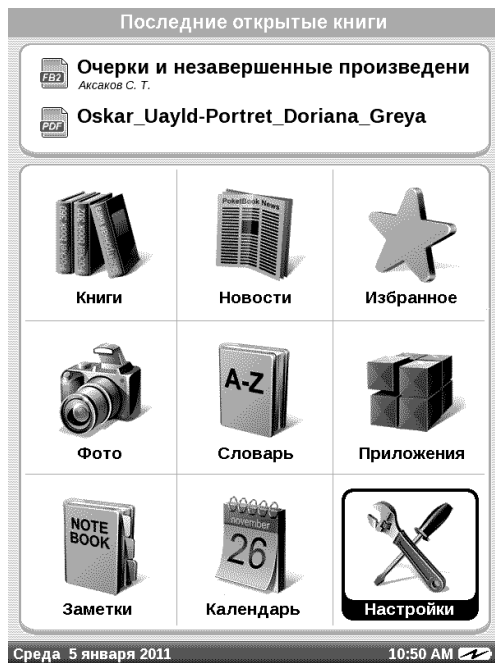 Последние открытые книги
FB2
Очерки и незавершенные произведени
Аксаков С. Т.
PDF
Oskar_Uayld-Portret_Doriana_Greya
PoketBook News
Книги
Новости
Избранное
A-Z
Фото
Словарь
Приложения
NOTE
BOOK
november
26
Заметки
Календарь
Настройки
Среда 5 января 2011
10:50 AM